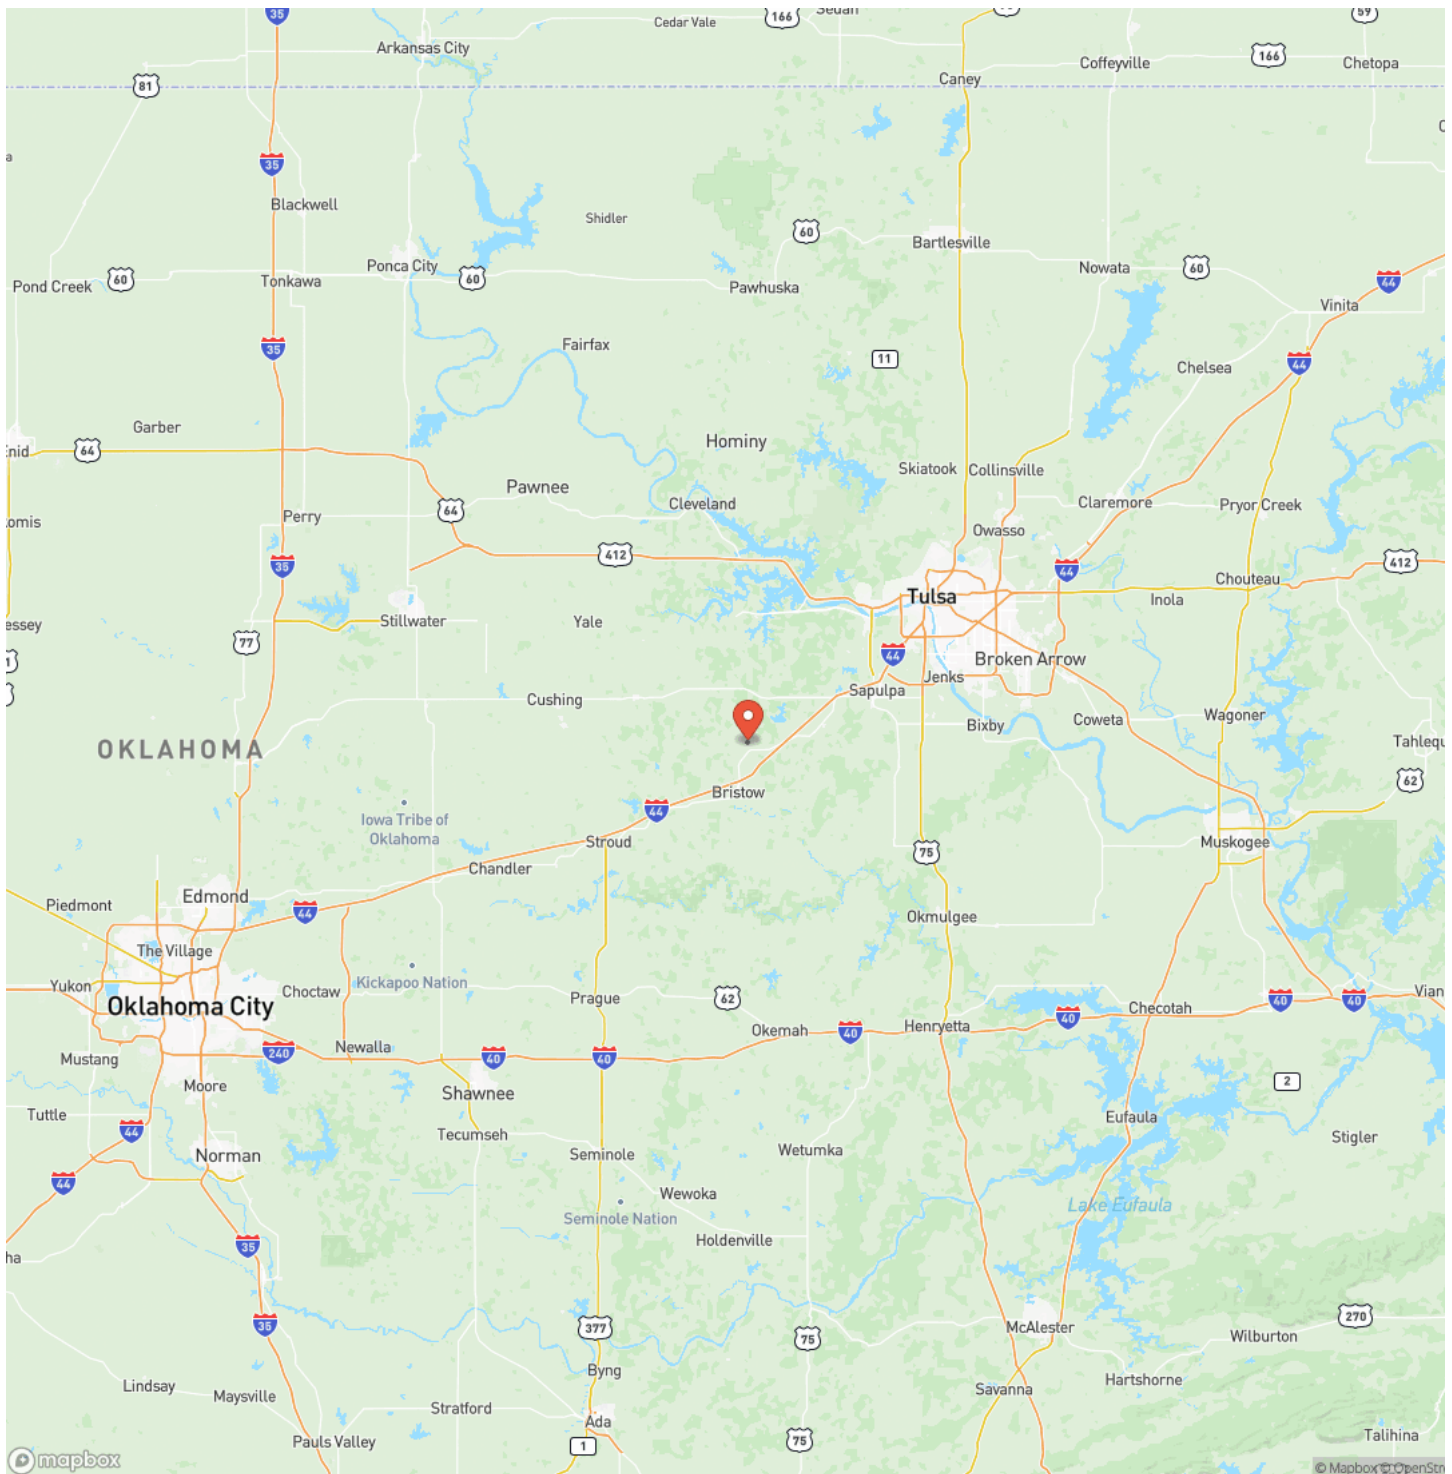 35
166
Sedan
59
Cedar Vale
Arkansas City
166
Coffeyville
Chetopa
Caney
81
35
Blackwell
Shidler
60
Bartlesville
Ponca City
Nowata
60
60
Tonkawa
60
44
Pond Creek
Pawhuska
Vinita
35
Fairfax
11
44
Chelsea
Garber
Hominy
64
Enid
Skiatook
Collinsville
Pawnee
Cleveland
Claremore
Pryor Creek
64
Perry
Owasso
412
412
35
44
Chouteau
Tulsa
Inola
Stillwater
Yale
77
44
Broken Arrow
Jenks
Sapulpa
Cushing
Wagoner
Coweta
Bixby
OKLAHOMA
Tahlequ
62
Bristow
44
Iowa Tribe of
Oklahoma
Stroud
Muskogee
75
Chandler
Edmond
Piedmont
44
Okmulgee
The Village
Kickapoo Nation
Yukon
Choctaw
Vian
Prague
62
40
40
Oklahoma City
Checotah
40
Henryetta
Okemah
40
Newalla
240
40
40
Mustang
Moore
Shawnee
2
Tuttle
Eufaula
44
Tecumseh
Stigler
Norman
Seminole
Wetumka
44
Wewoka
Lake Eufaula
Seminole Nation
Holdenville
35
270
35
377
McAlester
75
Wilburton
Byng
Hartshorne
Lindsay
Savanna
Maysville
Stratford
Ada
Talihina
Pauls Valley
1
75
mapbox
© Mapbox © OpenStre